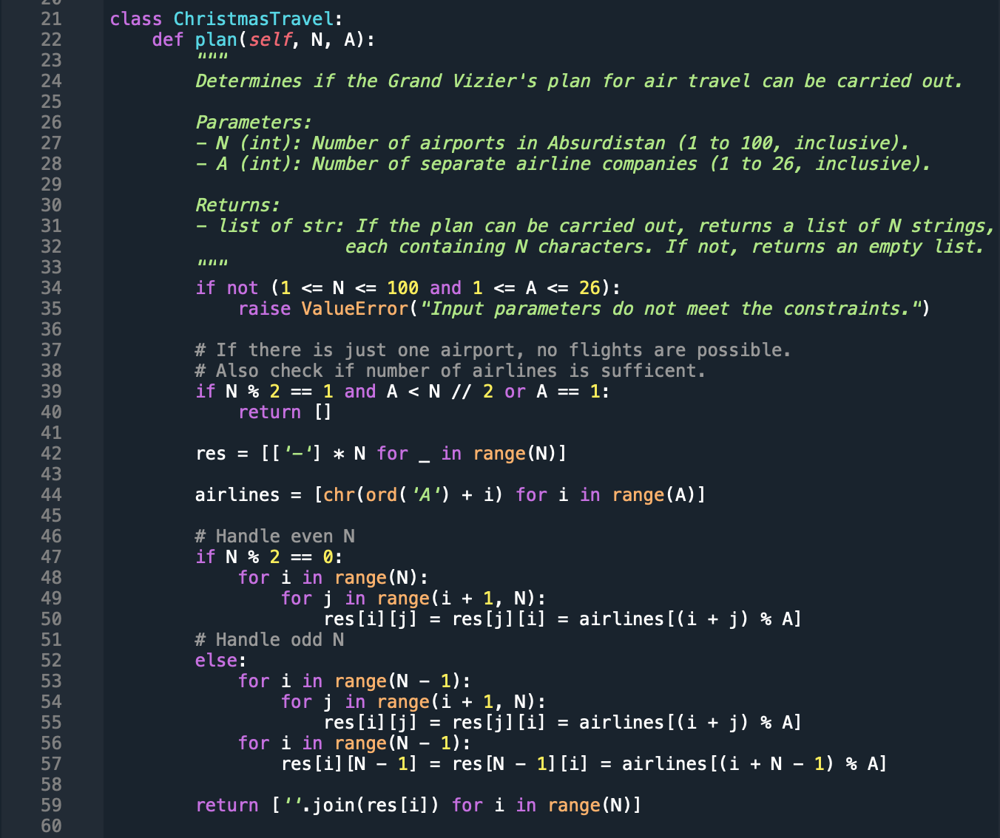 20
21 class ChristmasTravel:
22     def plan(self, N, A):
23         """
24         Determines if the Grand Vizier's plan for air travel can be carried out.
25
26         Parameters:
27         - N (int): Number of airports in Absurdistan (1 to 100, inclusive).
28         - A (int): Number of separate airline companies (1 to 26, inclusive).
29
30         Returns:
31         - list of str: If the plan can be carried out, returns a list of N strings,
32                       each containing N characters. If not, returns an empty list.
33         """
34         if not (1 <= N <= 100 and 1 <= A <= 26):
35             raise ValueError("Input parameters do not meet the constraints.")
36
37         # If there is just one airport, no flights are possible.
38         # Also check if number of airlines is sufficent.
39         if N % 2 == 1 and A < N // 2 or A == 1:
40             return []
41
42         res = [['-'] * N for _ in range(N)]
43
44         airlines = [chr(ord('A') + i) for i in range(A)]
45
46         # Handle even N
47         if N % 2 == 0:
48             for i in range(N):
49                 for j in range(i + 1, N):
50                     res[i][j] = res[j][i] = airlines[(i + j) % A]
51         # Handle odd N
52         else:
53             for i in range(N - 1):
54                 for j in range(i + 1, N):
55                     res[i][j] = res[j][i] = airlines[(i + j) % A]
56             for i in range(N - 1):
57                 res[i][N - 1] = res[N - 1][i] = airlines[(i + N - 1) % A]
58
59         return [''.join(res[i]) for i in range(N)]
60